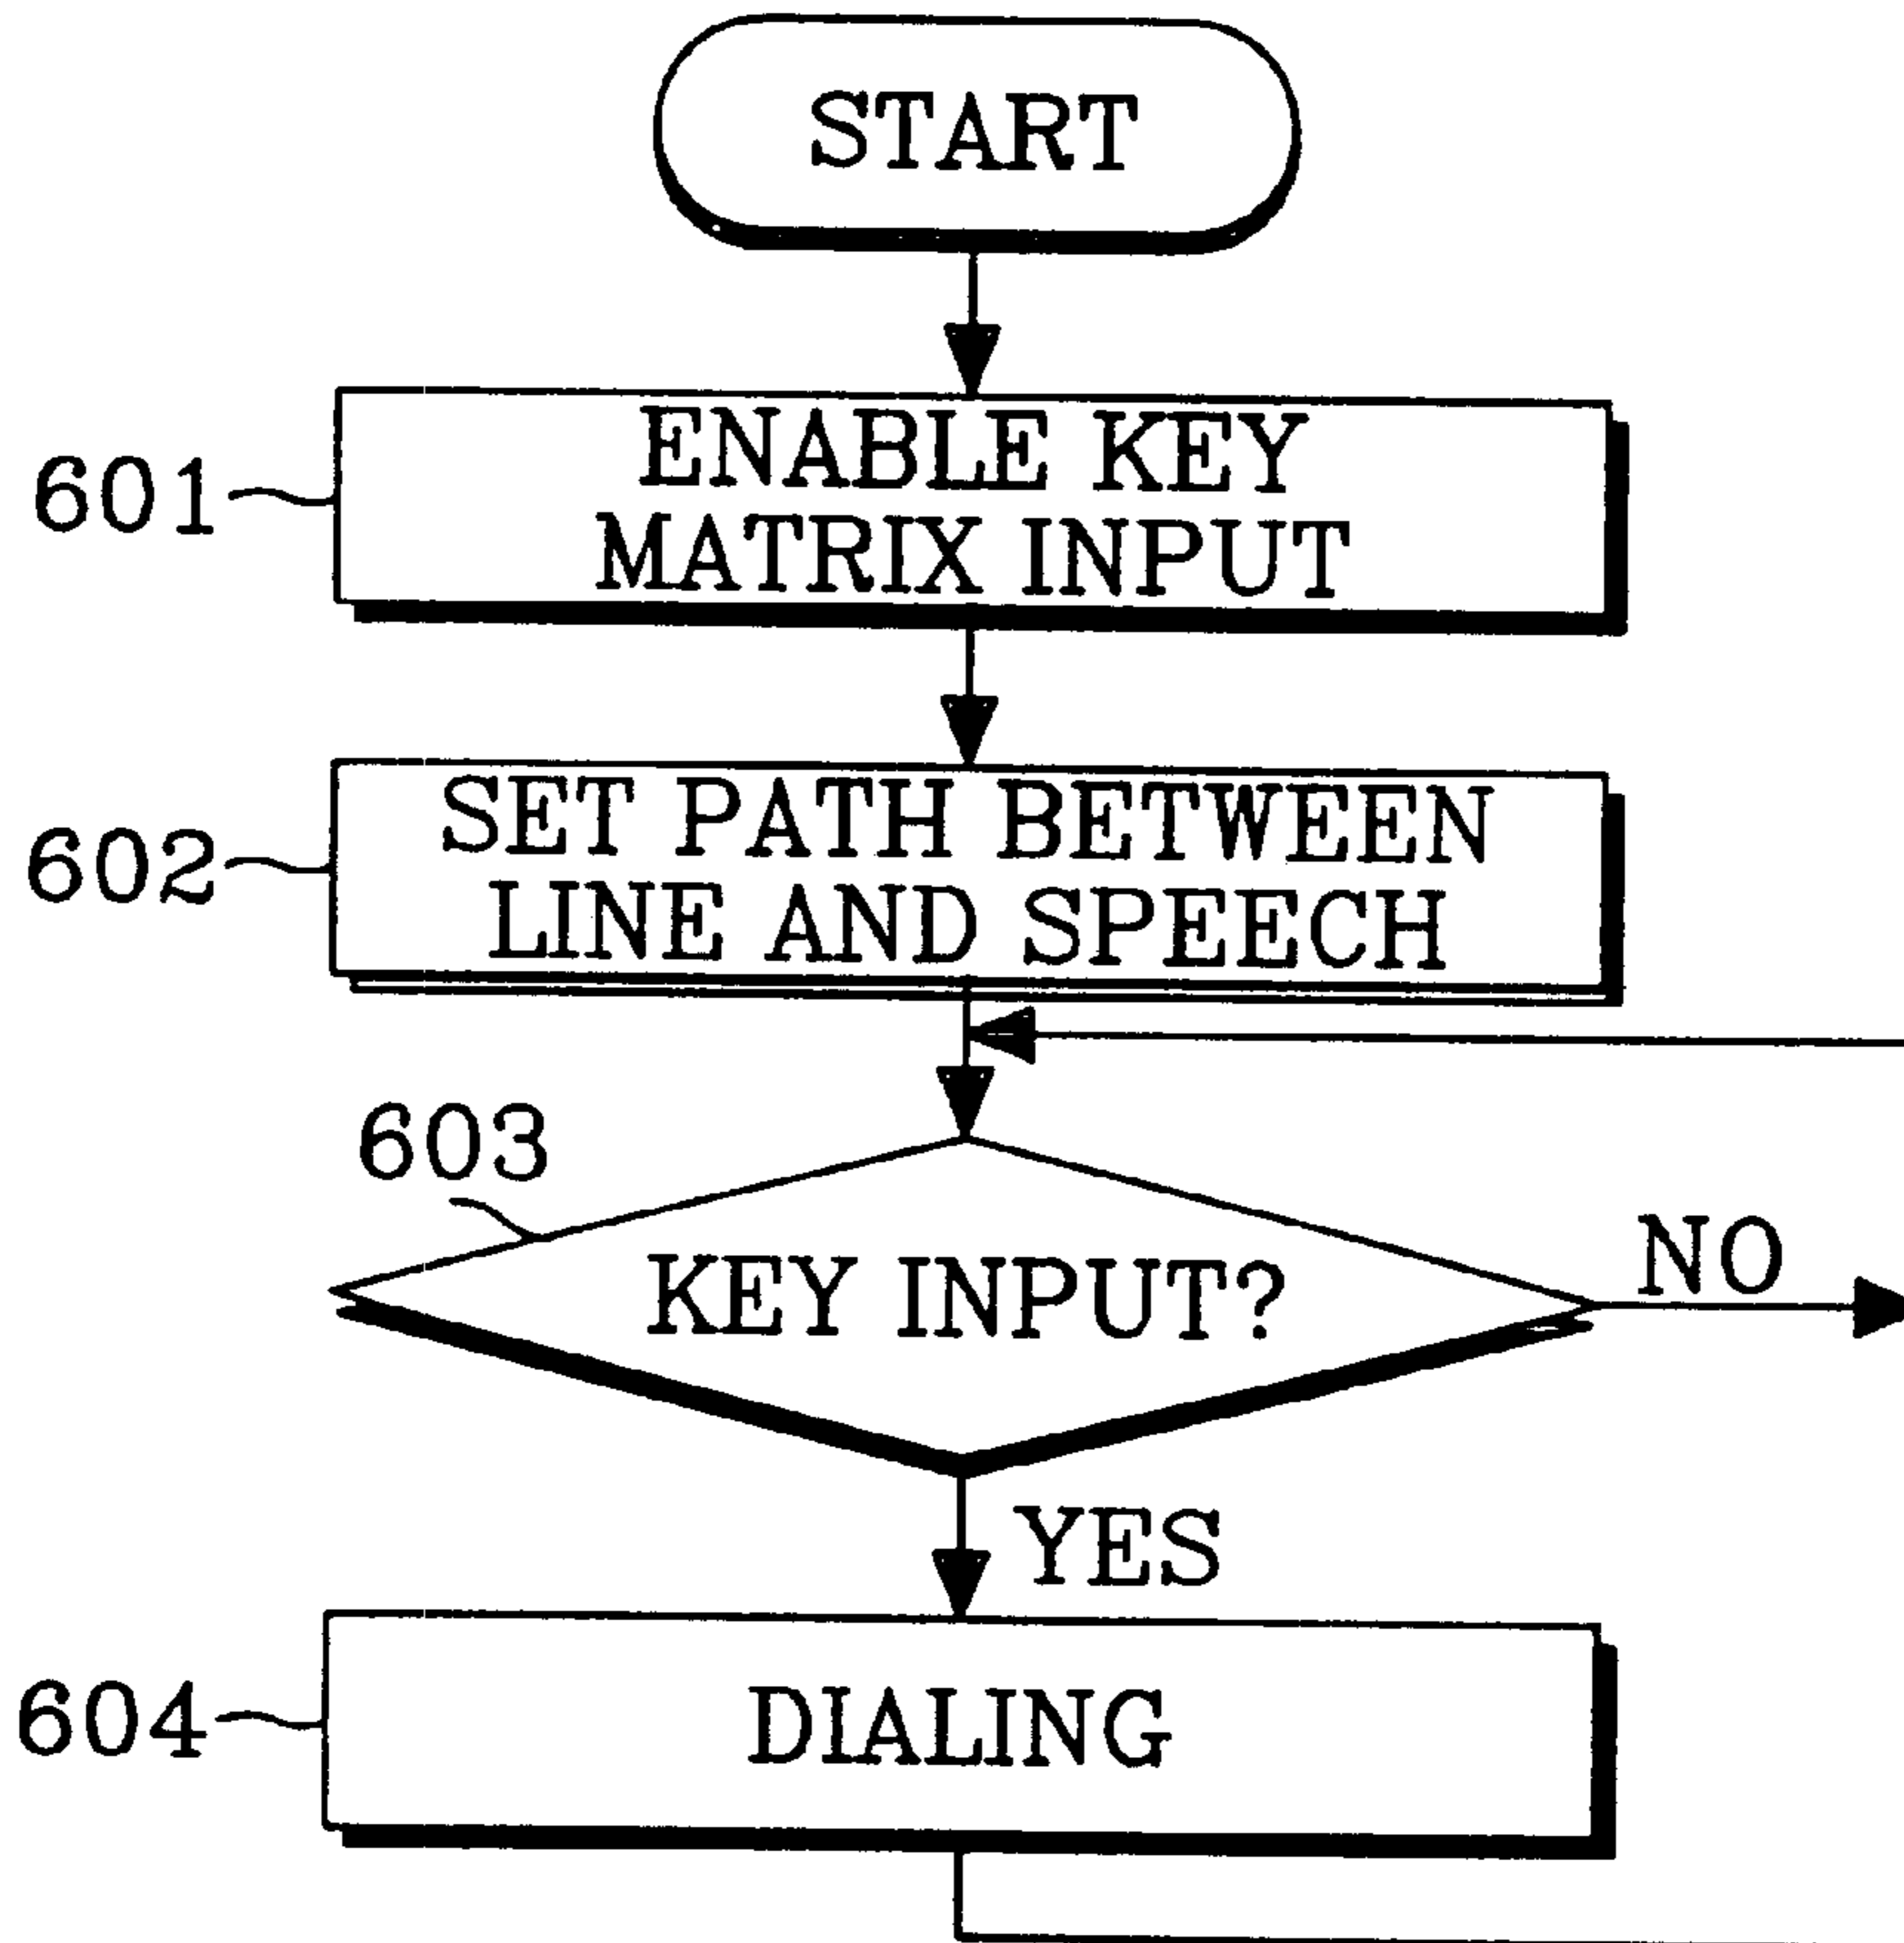 START
601
ENABLE KEY
MATRIX INPUT
602
SET PATH BETWEEN
LINE AND SPEECH
603
KEY INPUT?
NO
YES
604
DIALING